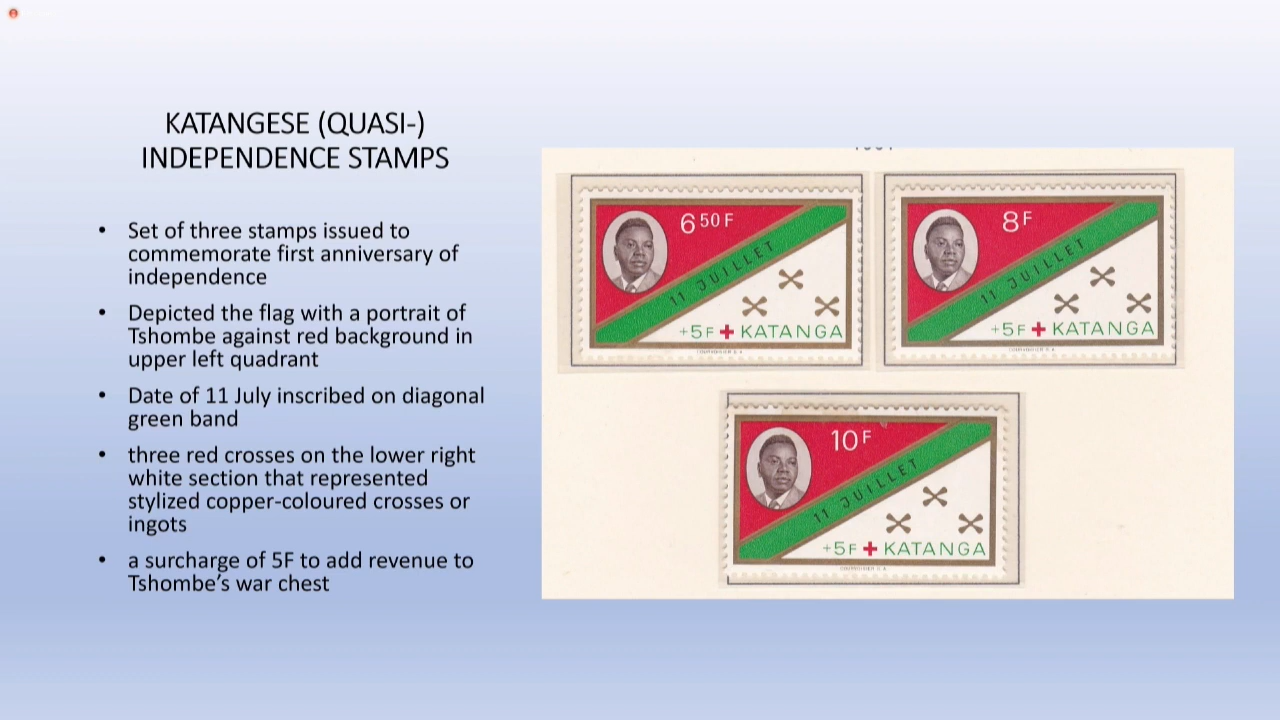 KATANGESE (QUASI-)
INDEPENDENCE STAMPS
• Set of three stamps issued to
commemorate first anniversary of
independence
• Depicted the flag with a portrait of
Tshombe against red background in
upper left quadrant
• Date of 11 July inscribed on diagonal
green band
• three red crosses on the lower right
white section that represented
stylized copper-coloured crosses or
ingots
• a surcharge of 5F to add revenue to
Tshombe’s war chest
6 50 F
11 JUILLET
+5F + KATANGA
8F
11 JUILLET
+5F + KATANGA
10F
11 JUILLET
+5F + KATANGA